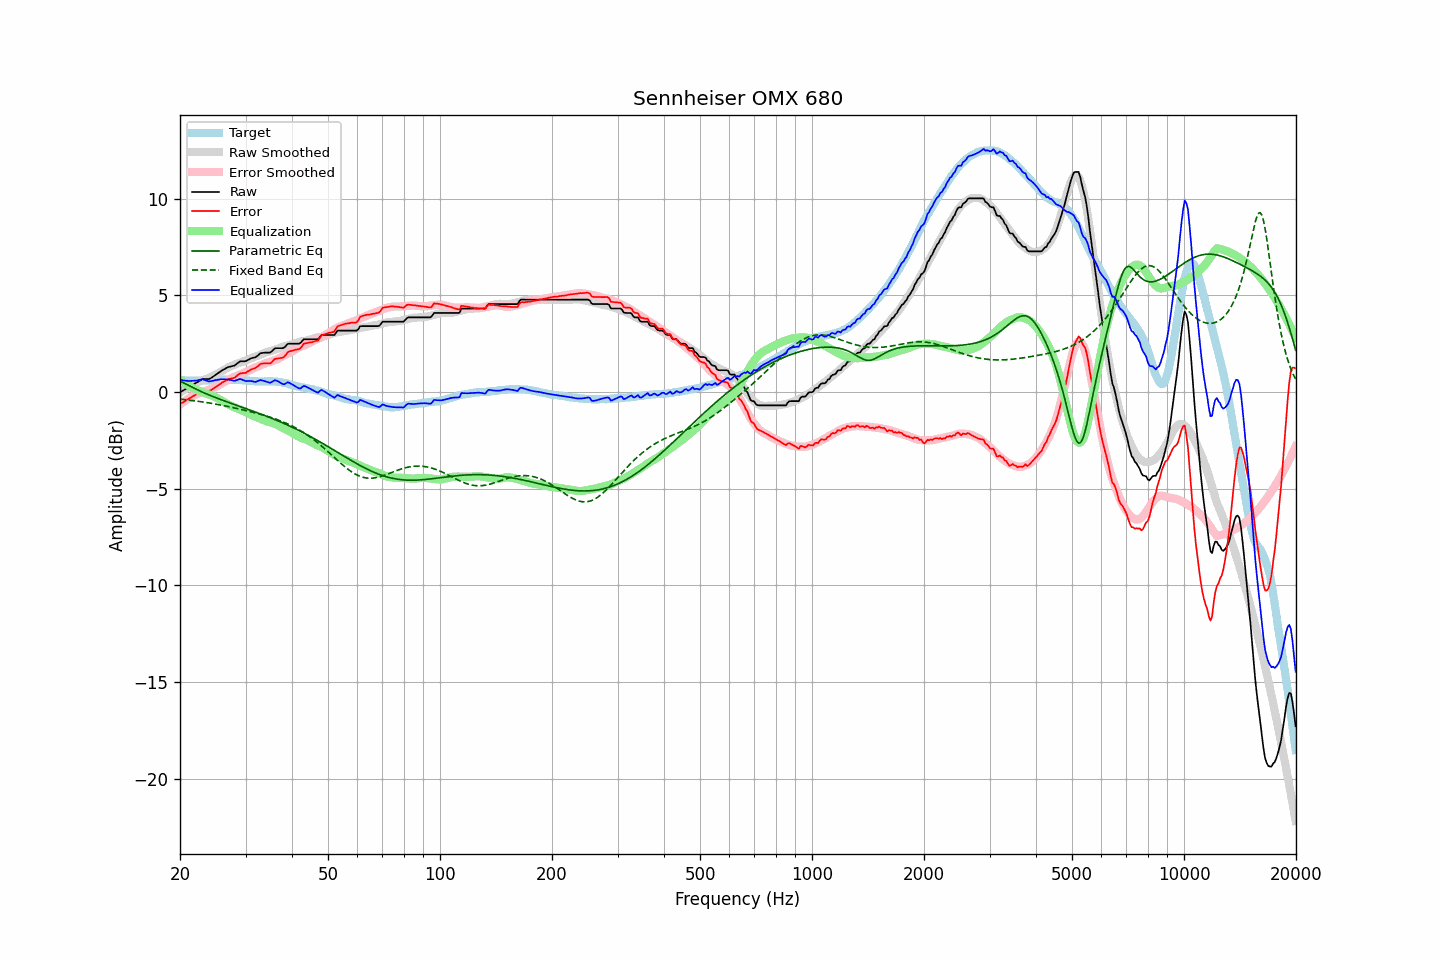 Sennheiser OMX 680
Target
Raw Smoothed
Error Smoothed
Raw
Error
Equalization
Parametric Eq
Fixed Band Eq
Equalized
10
5
0
−5
−10
−15
−20
Amplitude (dBr)
20 50 100 200 500 1000 2000 5000 10000 20000
Frequency (Hz)